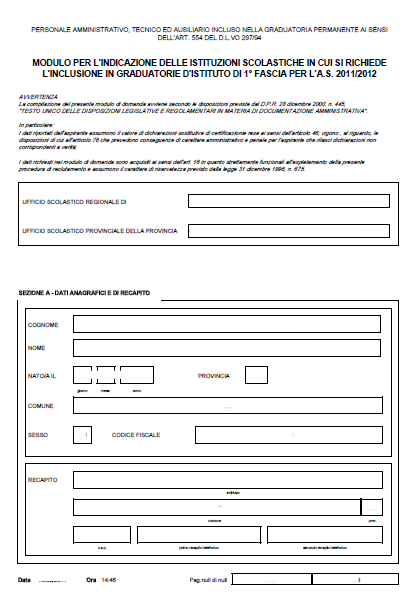 PERSONALE AMMINISTRATIVO, TECNICO ED AUSILIARIO INCLUSO NELLA GRADUATORIA PERMANENTE AI SENSI
DELL'ART. 554 DEL D.L.VO 297/94
MODULO PER L'INDICAZIONE DELLE ISTITUZIONI SCOLASTICHE IN CUI SI RICHIEDE
L'INCLUSIONE IN GRADUATORIE D'ISTITUTO DI 1° FASCIA PER L'A.S. 2011/2012
AVVERTENZA
La compilazione del presente modulo di domanda avviene secondo le disposizioni previste dal D.P.R. 28 dicembre 2000, n. 445,
"TESTO UNICO DELLE DISPOSIZIONI LEGISLATIVE E REGOLAMENTARI IN MATERIA DI DOCUMENTAZIONE AMMINISTRATIVA".
In particolare:
I dati riportati dall'aspirante assumono il valore di dichiarazioni sostitutive di certificazione rese ai sensi dell'articolo 46; vigono , al riguardo, le
disposizioni di cui all'articolo 76 che prevedono conseguenze di carattere amministrativo e penale per l'aspirante che rilasci dichiarazioni non
corrispondenti a verità;
I dati richiesti nel modulo di domanda sono acquisiti ai sensi dell'art. 16 in quanto strettamente funzionali all'espletamento della presente
procedura di reclutamento e assumono il carattere di riservatezza previsto dalla legge 31 dicembre 1996, n. 675.
UFFICIO SCOLASTICO REGIONALE DI
UFFICIO SCOLASTICO PROVINCIALE DELLA PROVINCIA
SEZIONE A - DATI ANAGRAFICI E DI RECAPITO
COGNOME
NOME
NATO/A IL PROVINCIA
giorno mese anno
COMUNE
SESSO CODICE FISCALE
RECAPITO
indirizzo
comune prov.
c.a.p. primo recapito telefonico secondo recapito telefonico
Data Ora 14:46 Pag.null di null